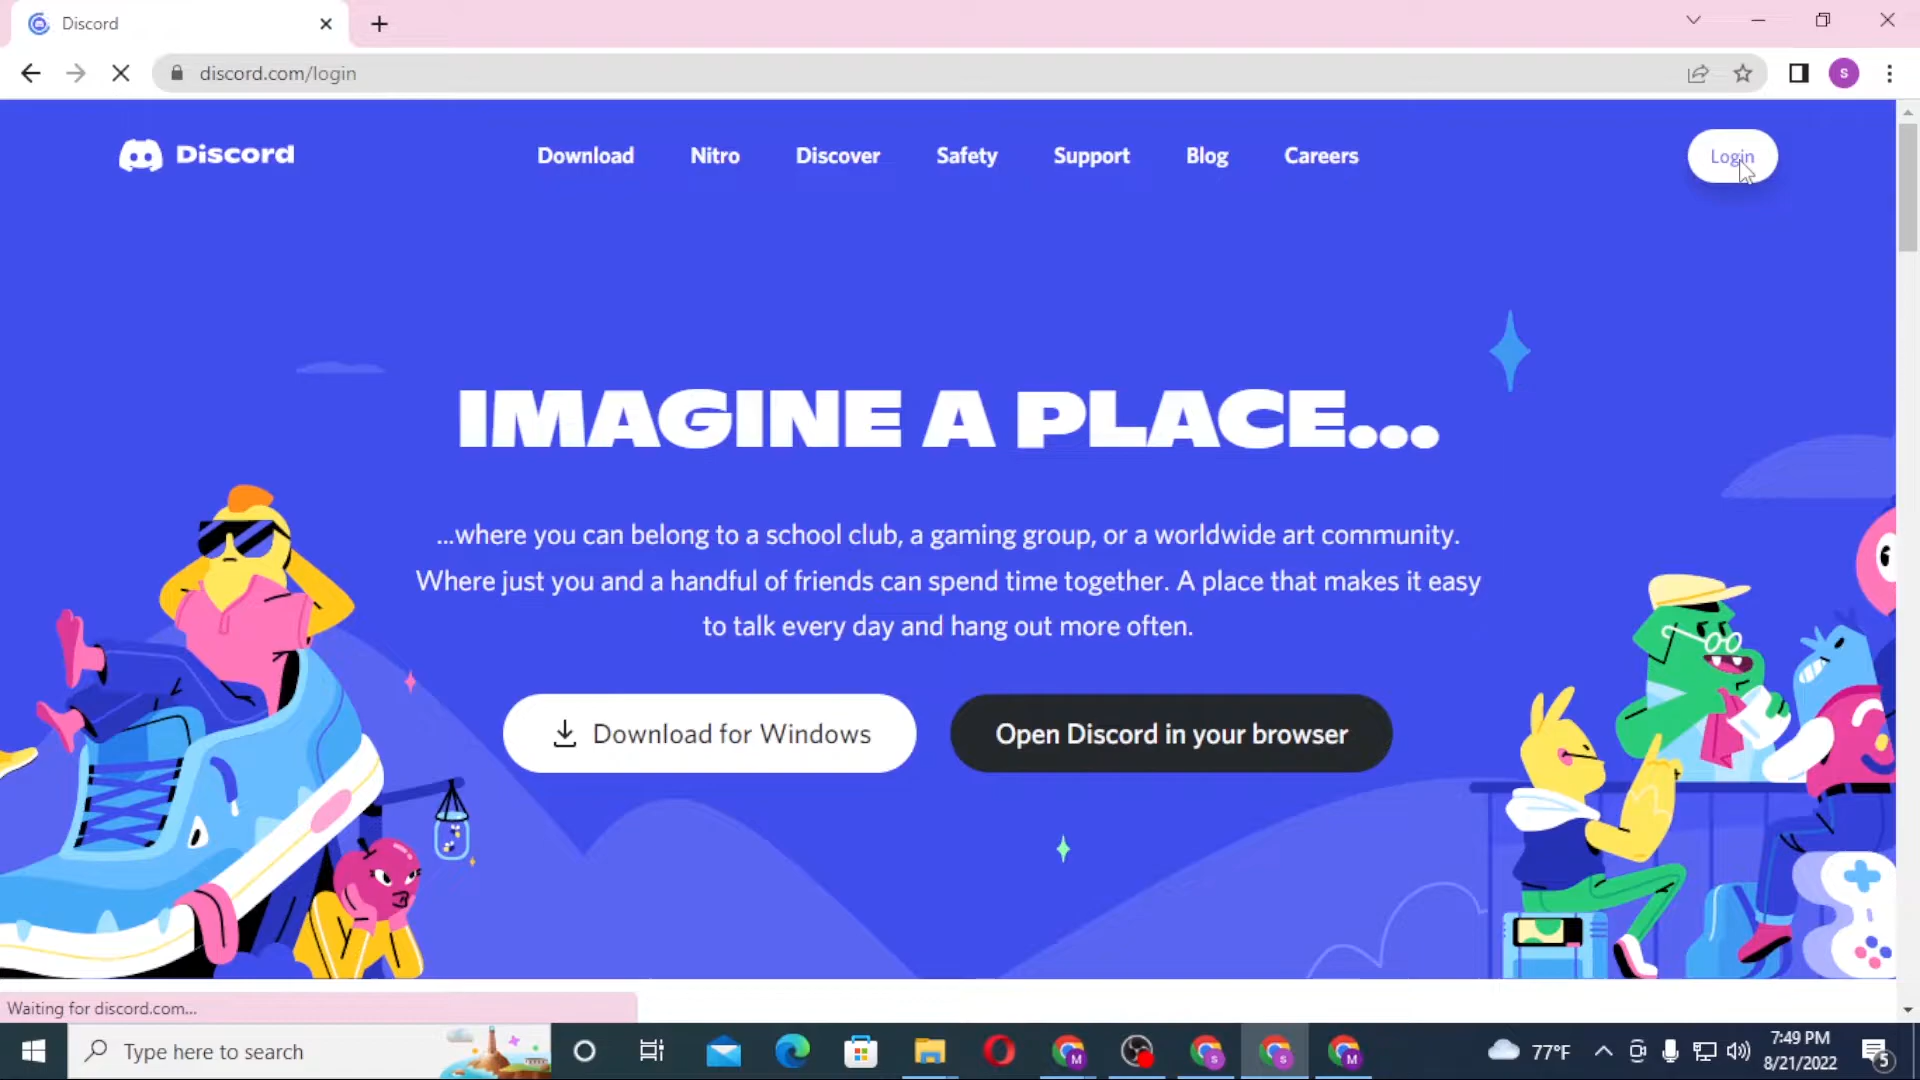 Discord
discord.com/login
S
Discord
Download
Nitro
Discover
Safety
Support
Blog
Careers
Login
IMAGINE A PLACE...
...where you can belong to a school club, a gaming group, or a worldwide art community.
Where just you and a handful of friends can spend time together. A place that makes it easy
to talk every day and hang out more often.
Download for Windows
Open Discord in your browser
Waiting for discord.com...
Type here to search
M
S
S
M
77°F
7:49 PM
8/21/2022
5